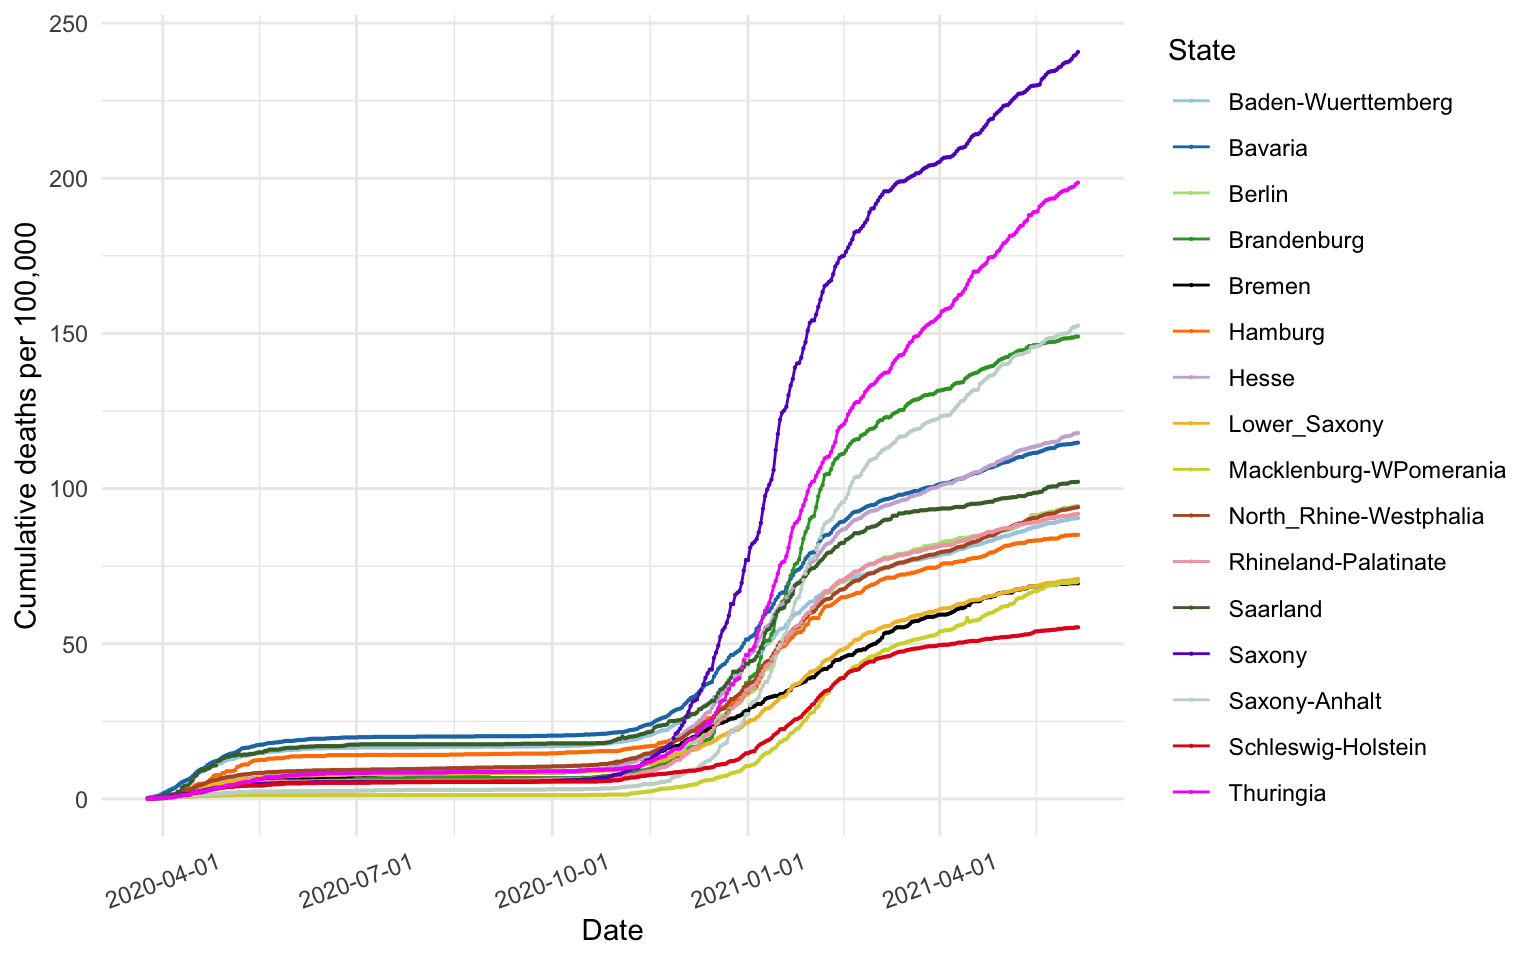 Cumulative deaths per 100,000
250
200
150
100
50
0
2020-04-01
2020-07-01
2020-10-01
2021-01-01
2021-04-01
Date
State
Baden-Wuerttemberg
Bavaria
Berlin
Brandenburg
Bremen
Hamburg
Hesse
Lower_Saxony
Macklenburg-WPomerania
North_Rhine-Westphalia
Rhineland-Palatinate
Saarland
Saxony
Saxony-Anhalt
Schleswig-Holstein
Thuringia